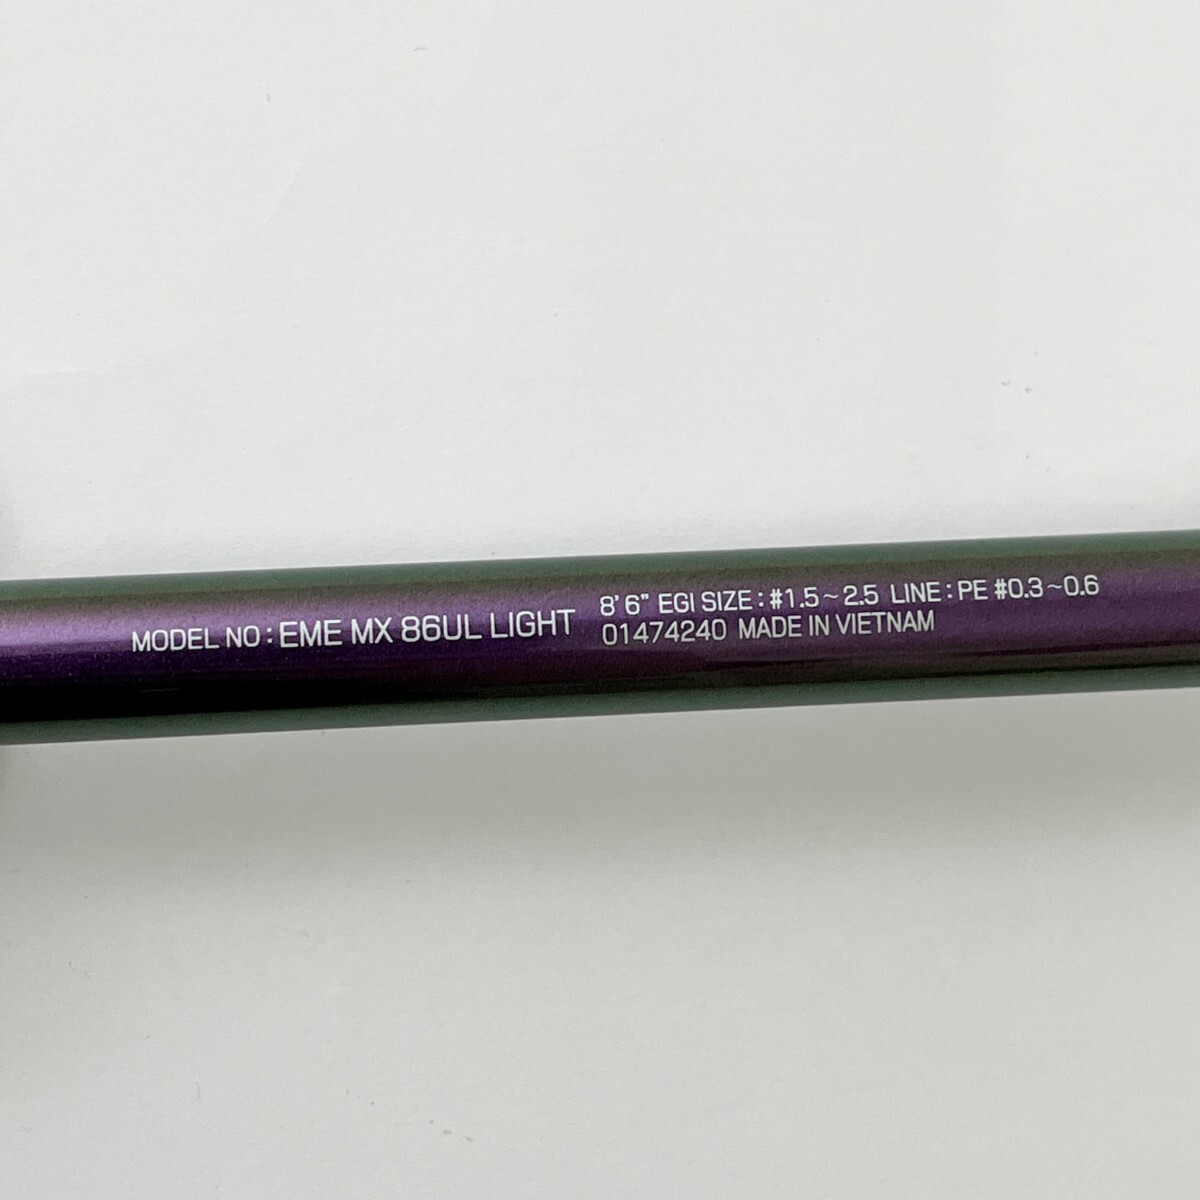 MODEL NO : EME MX 86UL LIGHT
8' 6" EGI SIZE : #1.5~2.5 LINE : PE #0.3~0.6
01474240 MADE IN VIETNAM